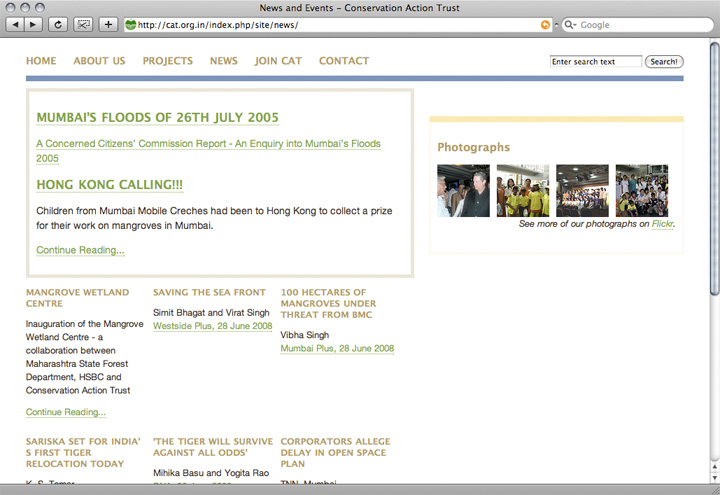 News and Events – Conservation Action Trust
http://cat.org.in/index.php/site/news/
Google
HOME ABOUT US PROJECTS NEWS JOIN CAT CONTACT
Enter search text Search!
MUMBAI'S FLOODS OF 26TH JULY 2005
A Concerned Citizens' Commission Report - An Enquiry into Mumbai's Floods
2005
HONG KONG CALLING!!!
Children from Mumbai Mobile Creches had been to Hong Kong to collect a prize
for their work on mangroves in Mumbai.
Continue Reading...
Photographs
See more of our photographs on Flickr.
MANGROVE WETLAND
CENTRE
Inauguration of the Mangrove
Wetland Centre - a
collaboration between
Maharashtra State Forest
Department, HSBC and
Conservation Action Trust
Continue Reading...
SAVING THE SEA FRONT
Simit Bhagat and Virat Singh
Westside Plus, 28 June 2008
100 HECTARES OF
MANGROVES UNDER
THREAT FROM BMC
Vibha Singh
Mumbai Plus, 28 June 2008
SARISKA SET FOR INDIA'
S FIRST TIGER
RELOCATION TODAY
'THE TIGER WILL SURVIVE
AGAINST ALL ODDS'
Mihika Basu and Yogita Rao
CORPORATORS ALLEGE
DELAY IN OPEN SPACE
PLAN
TNN, Mumbai